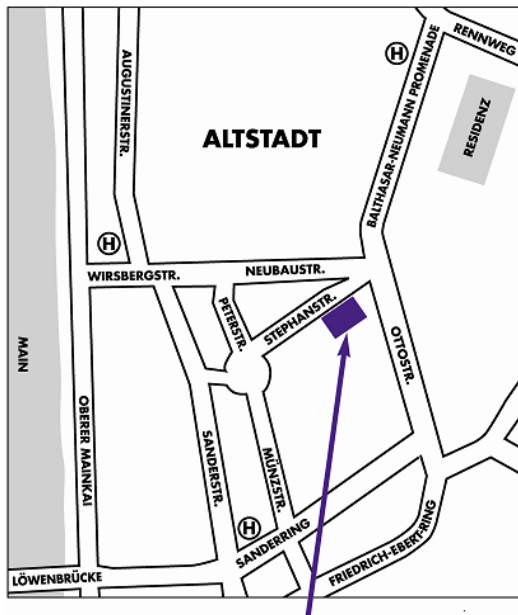 RENNWEG
H
AUGUSTINERSTR.
BALTHASAR-NEUMANN PROMENADE
RESIDENZ
ALTSTADT
H
WIRSBERGSTR.
NEUBAUSTR.
PETERSTR.
STEPHANSTR.
MAIN
OTTOSTR.
OBERER MAINKAI
SANDERSTR.
MÜNZSTR.
H
SANDERRING
FRIEDRICH-EBERT-RING
LÖWENBRÜCKE